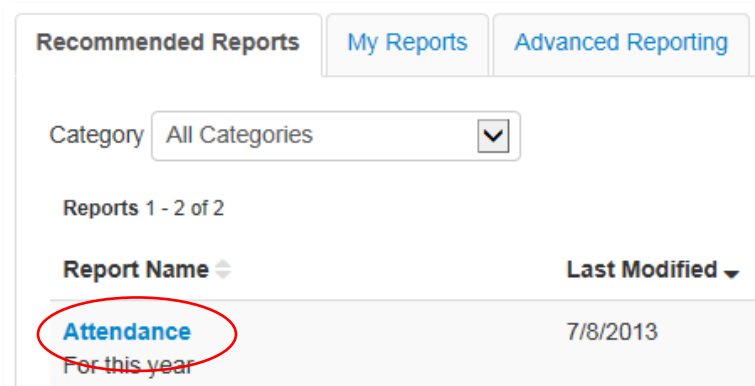 Recommended Reports My Reports Advanced Reporting
Category All Categories
Reports 1 - 2 of 2
Report Name Last Modified
Attendance 7/8/2013
For this year